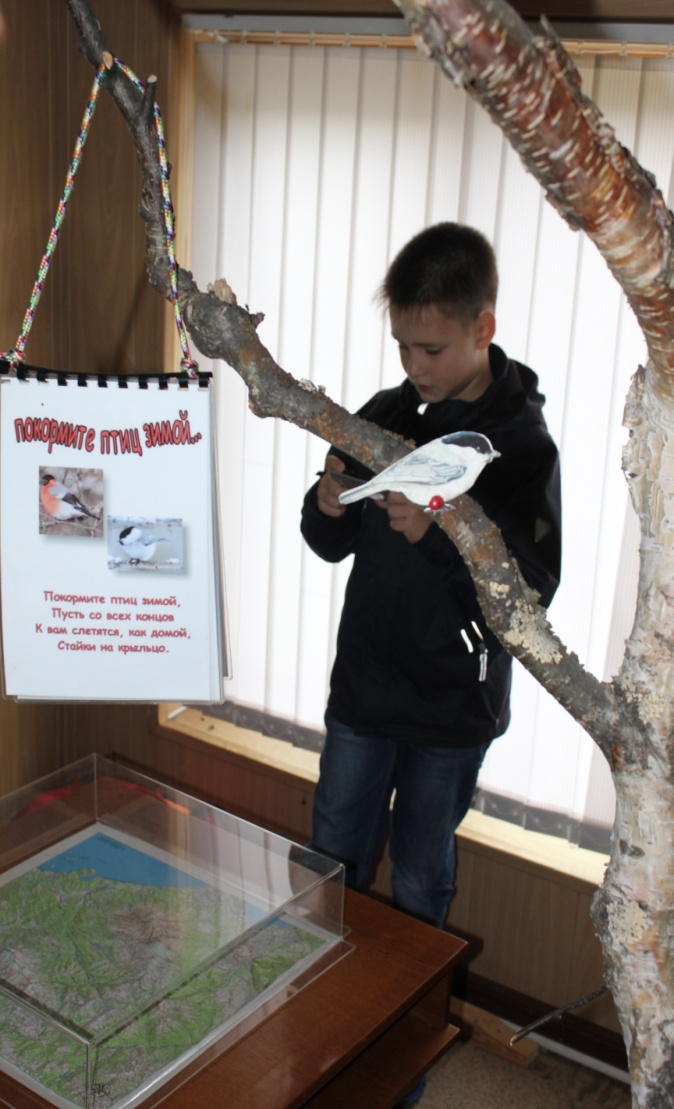 ПОКОРМИТЕ ПТИЦ ЗИМОЙ...
Покормите птиц зимой,
Пусть со всех концов
К вам слетятся, как домой,
Стайки на крыльцо.